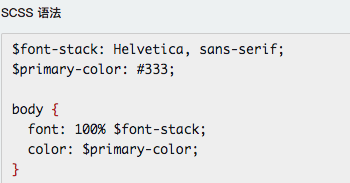 SCSS 语法
$font-stack: Helvetica, sans-serif;
$primary-color: #333;
body {
font: 100% $font-stack;
color: $primary-color;
}